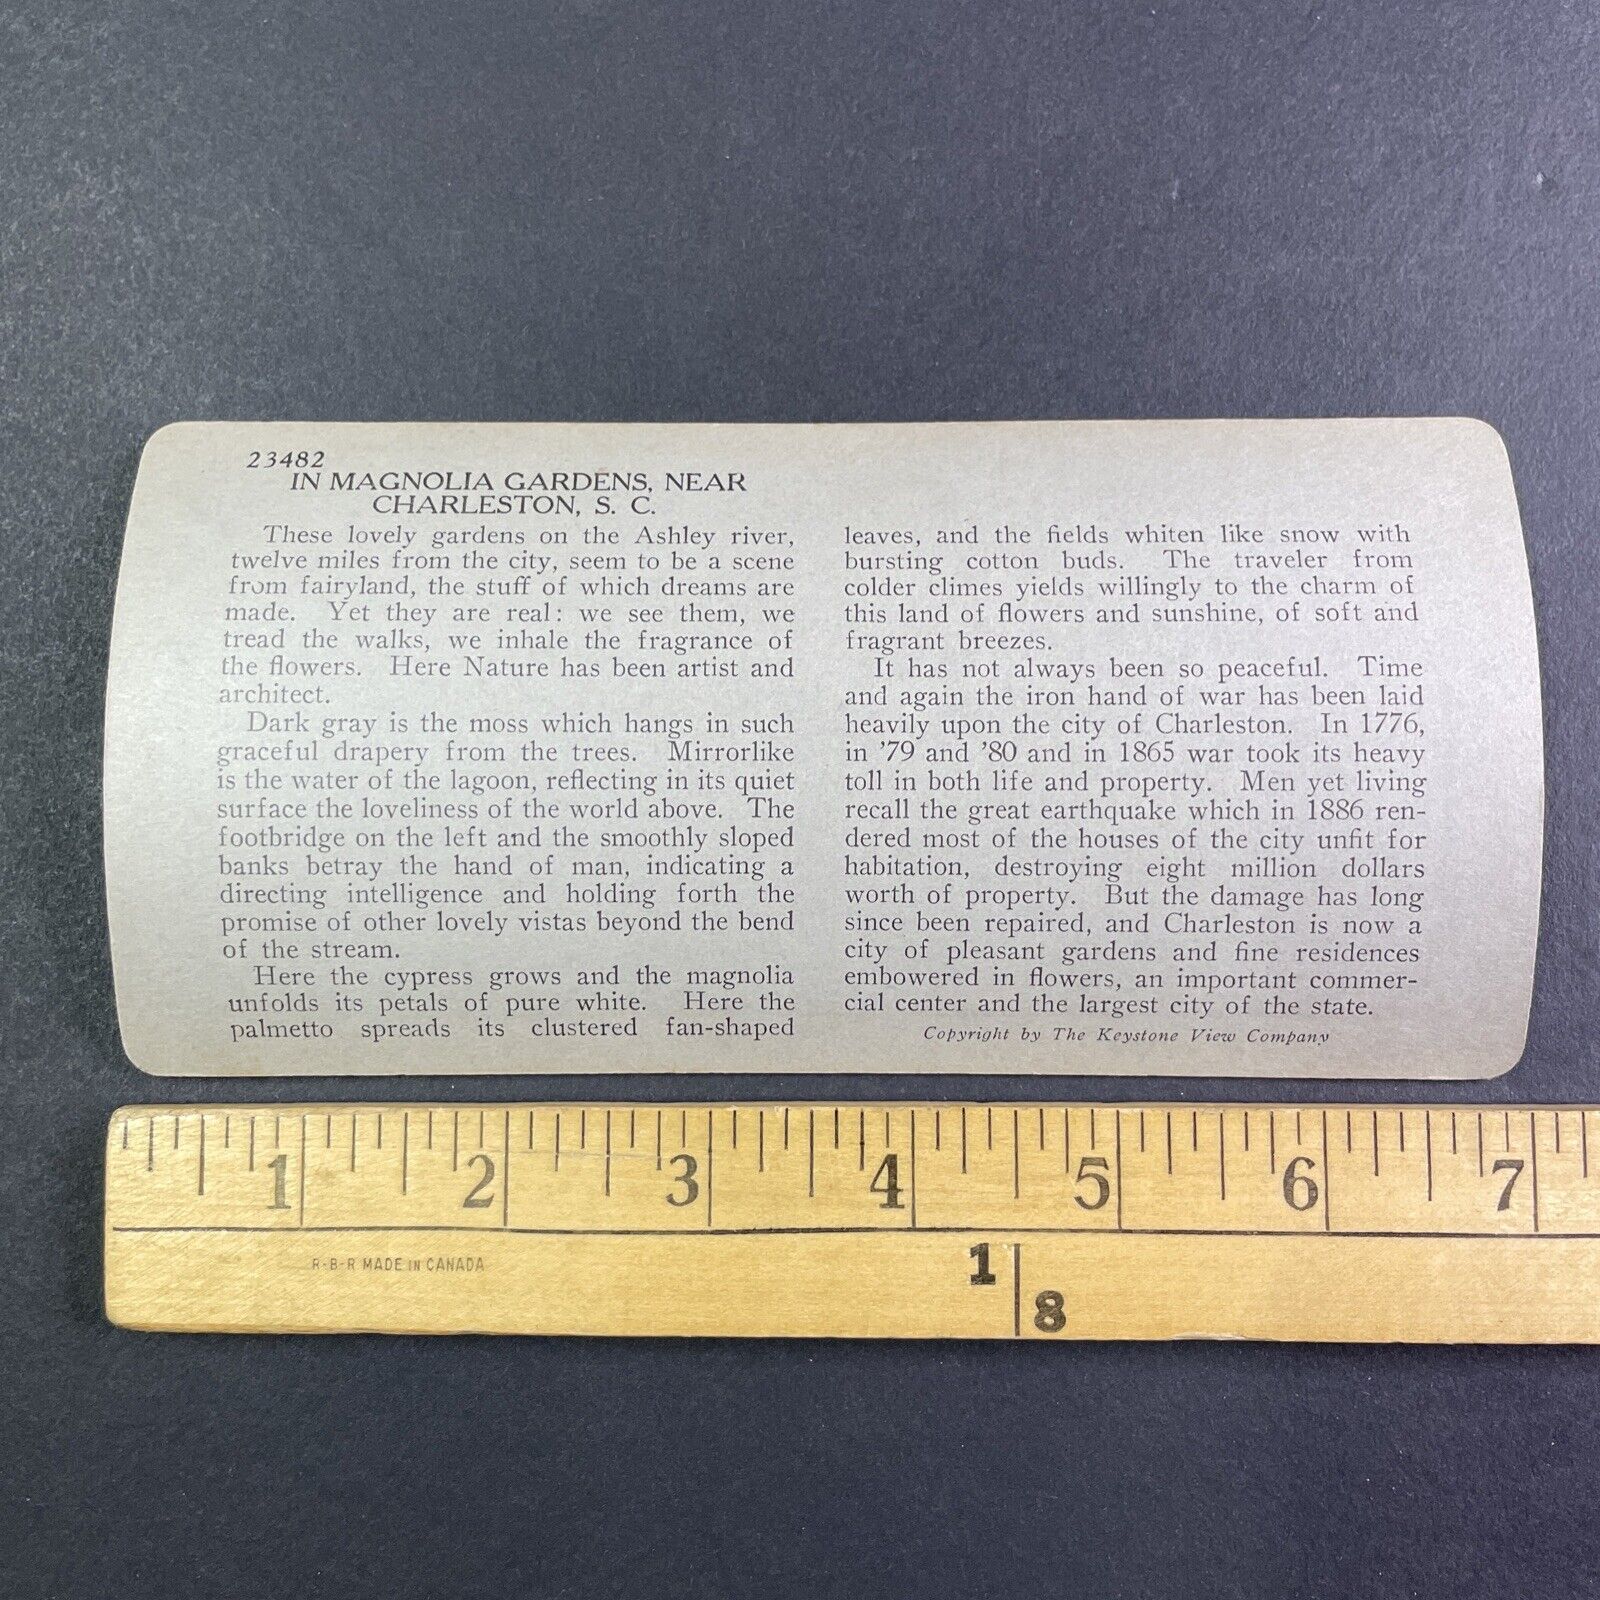 23482
IN MAGNOLIA GARDENS, NEAR
CHARLESTON, S. C.
These lovely gardens on the Ashley river,
twelve miles from the city, seem to be a scene
from fairyland, the stuff of which dreams are
made. Yet they are real: we see them, we
tread the walks, we inhale the fragrance of
the flowers. Here Nature has been artist and
architect.
Dark gray is the moss which hangs in such
graceful drapery from the trees. Mirrorlike
is the water of the lagoon, reflecting in its quiet
surface the loveliness of the world above. The
footbridge on the left and the smoothly sloped
banks betray the hand of man, indicating a
directing intelligence and holding forth the
promise of other lovely vistas beyond the bend
of the stream.
Here the cypress grows and the magnolia
unfolds its petals of pure white. Here the
palmetto spreads its clustered fan-shaped
leaves, and the fields whiten like snow with
bursting cotton buds. The traveler from
colder climes yields willingly to the charm of
this land of flowers and sunshine, of soft and
fragrant breezes.
It has not always been so peaceful. Time
and again the iron hand of war has been laid
heavily upon the city of Charleston. In 1776,
in '79 and '80 and in 1865 war took its heavy
toll in both life and property. Men yet living
recall the great earthquake which in 1886 ren-
dered most of the houses of the city unfit for
habitation, destroying eight million dollars
worth of property. But the damage has long
since been repaired, and Charleston is now a
city of pleasant gardens and fine residences
embowered in flowers, an important commer-
cial center and the largest city of the state.
Copyright by The Keystone View Company
1 2 3 4 5 6 7
R-B-R MADE IN CANADA
1
8